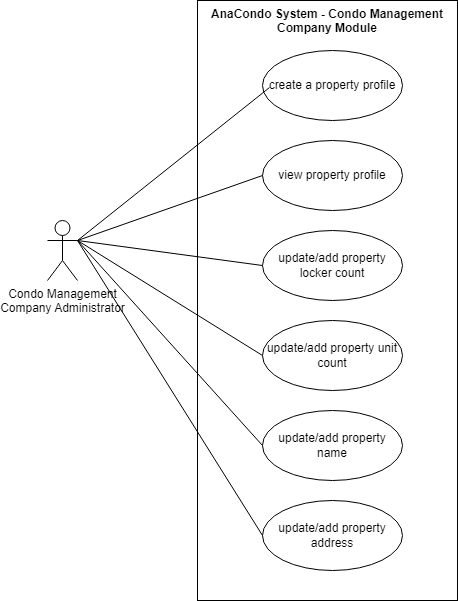 AnaCondo System - Condo Management
Company Module
create a property profile
view property profile
update/add property
locker count
Condo Management
Company Administrator
update/add property unit
count
update/add property
name
update/add property
address